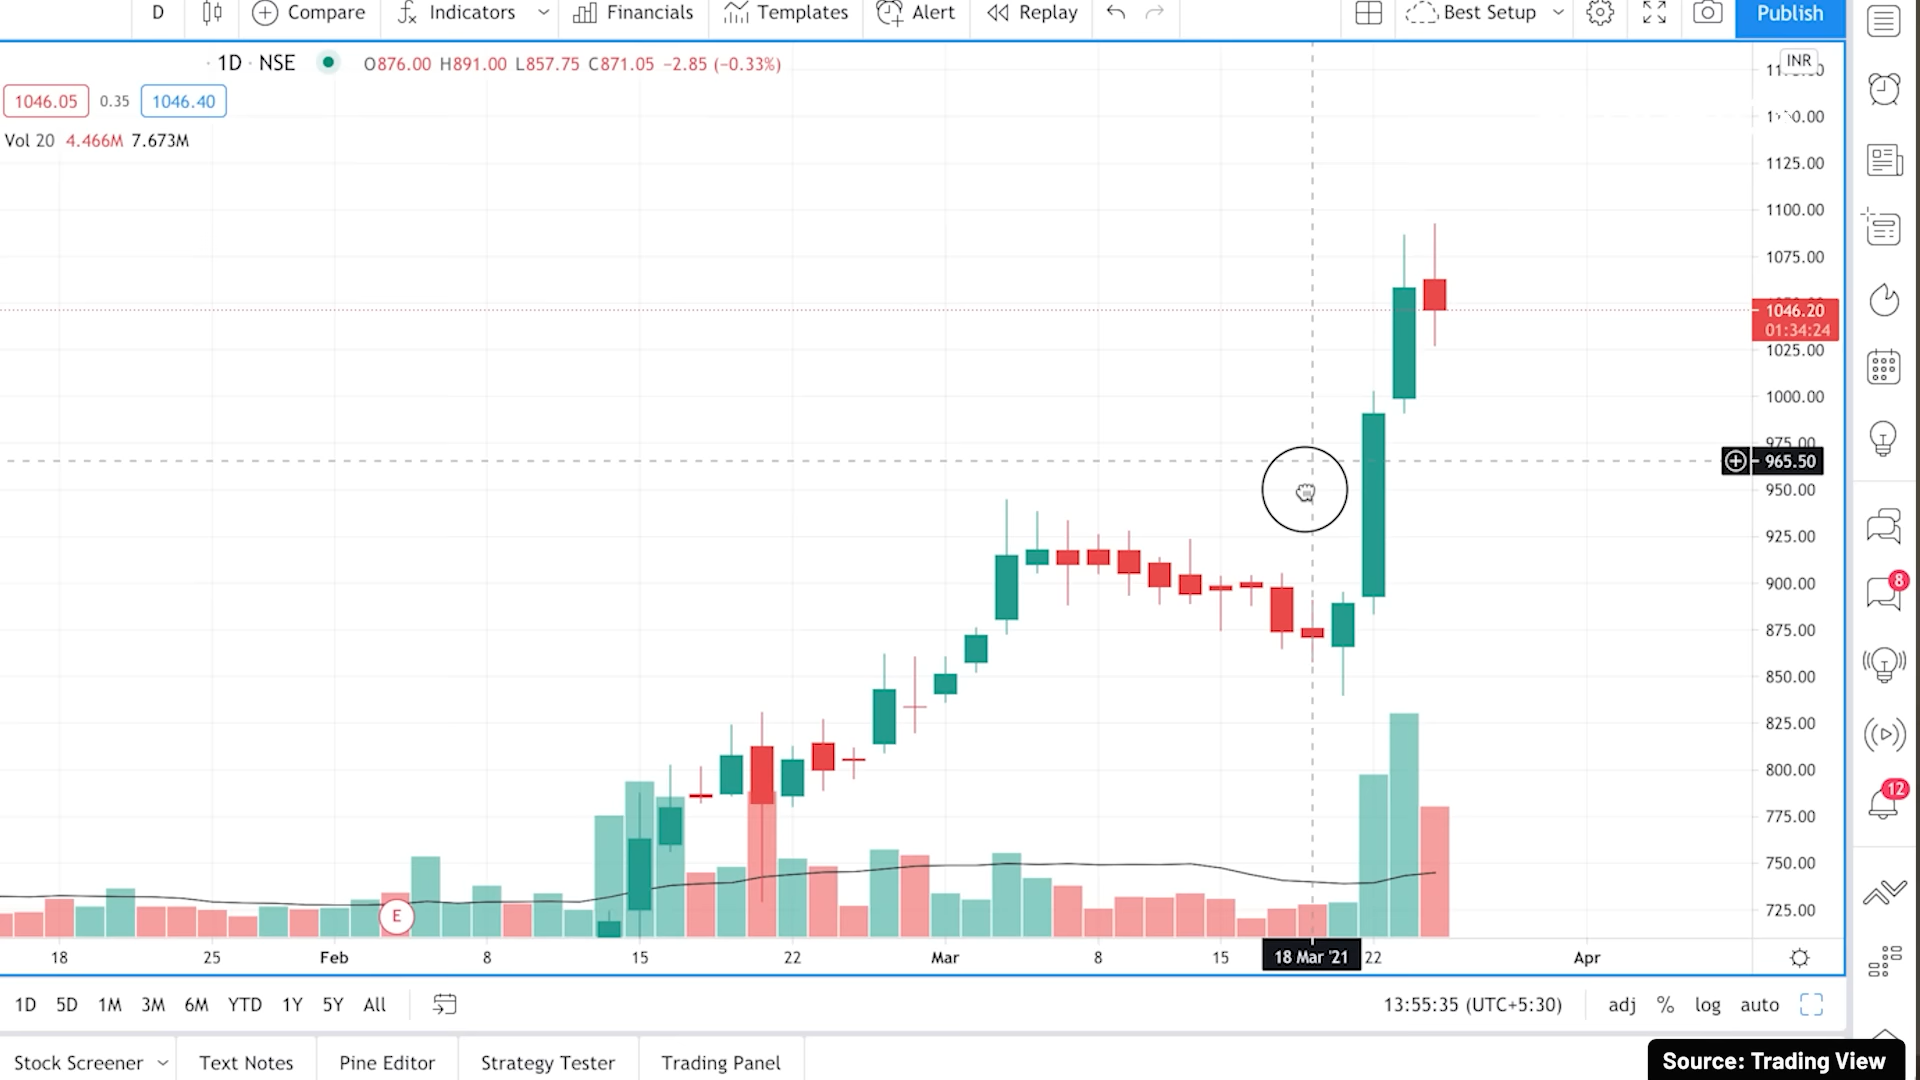 D Compare Indicators Financials Templates Alert Replay Best Setup Publish
· 1D · NSE O876.00 H891.00 L857.75 C871.05 −2.85 (−0.33%)
INR
1046.05 0.35 1046.40
Vol 20 4.466M 7.673M
1125.00
1100.00
1075.00
1046.20
01:34:24
1025.00
1000.00
975.00
965.50
950.00
925.00
900.00
8
875.00
850.00
825.00
800.00
12
775.00
750.00
725.00
E
18 25 Feb 8 15 22 Mar 8 15 18 Mar '21 22 Apr
1D 5D 1M 3M 6M YTD 1Y 5Y All 13:55:35 (UTC+5:30) adj % log auto
Stock Screener Text Notes Pine Editor Strategy Tester Trading Panel
Source: Trading View